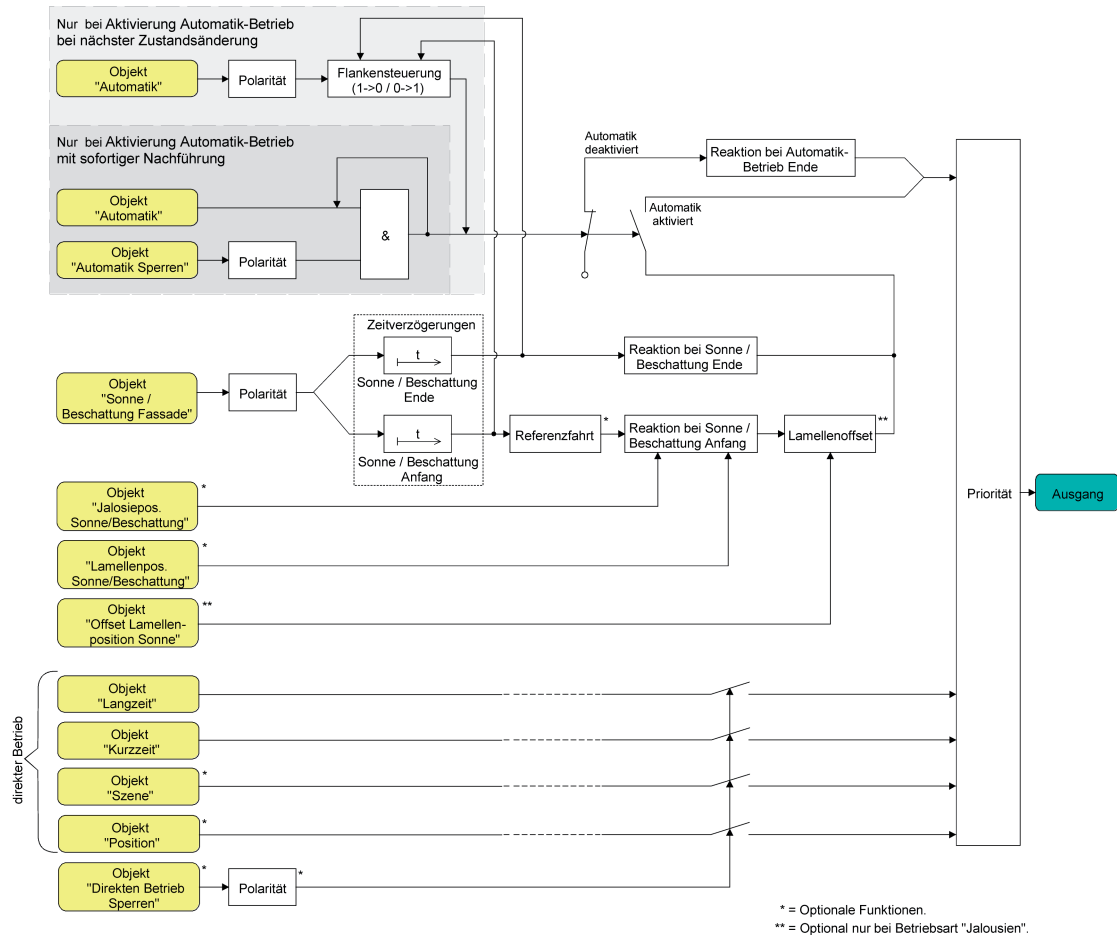 Nur bei Aktivierung Automatik-Betrieb
bei nächster Zustandsänderung
Objekt
"Automatik"
Polarität
Flankensteuerung
(1->0 / 0->1)
Nur bei Aktivierung Automatik-Betrieb
mit sofortiger Nachführung
Objekt
"Automatik"
Objekt
"Automatik Sperren"
Polarität
&
Automatik
deaktiviert
Reaktion bei Automatik-
Betrieb Ende
Automatik
aktiviert
Zeitverzögerungen
t
Sonne / Beschattung
Ende
Reaktion bei Sonne /
Beschattung Ende
Objekt
"Sonne /
Beschattung Fassade"
Polarität
t
Sonne / Beschattung
Anfang
Referenzfahrt
*
Reaktion bei Sonne /
Beschattung Anfang
Lamellenoffset
**
Objekt
"Jalosiepos.
Sonne/Beschattung"
*
Objekt
"Lamellenpos.
Sonne/Beschattung"
*
Objekt
"Offset Lamellen-
position Sonne"
**
Priorität
Ausgang
direkter Betrieb
Objekt
"Langzeit"
Objekt
"Kurzzeit"
Objekt
"Szene"
*
Objekt
"Position"
*
Objekt
"Direkten Betrieb
Sperren"
*
Polarität
*
* = Optionale Funktionen.
** = Optional nur bei Betriebsart "Jalousien".